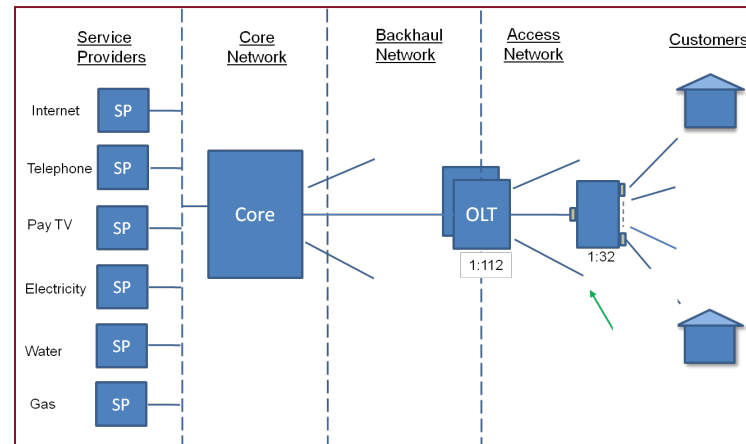 Service
Providers
Core
Network
Backhaul
Network
Access
Network
Customers
Internet
SP
Telephone
SP
Pay TV
SP
Electricity
SP
Water
SP
Gas
SP
Core
OLT
1:112
1:32